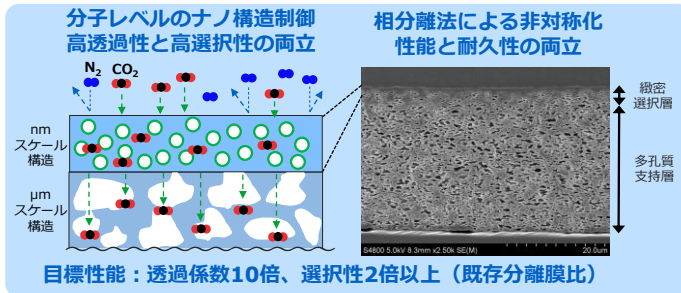 分子レベルのナノ構造制御
高透過性と高選択性の両立
相分離法による非対称化
性能と耐久性の両立
N₂ CO₂
nm
スケール
構造
μm
スケール
構造
緻密
選択層
多孔質
支持層
S4800 5.0kV 8.3mm x2.50k SE(M)
20.0um
目標性能：透過係数10倍、選択性2倍以上（既存分離膜比）